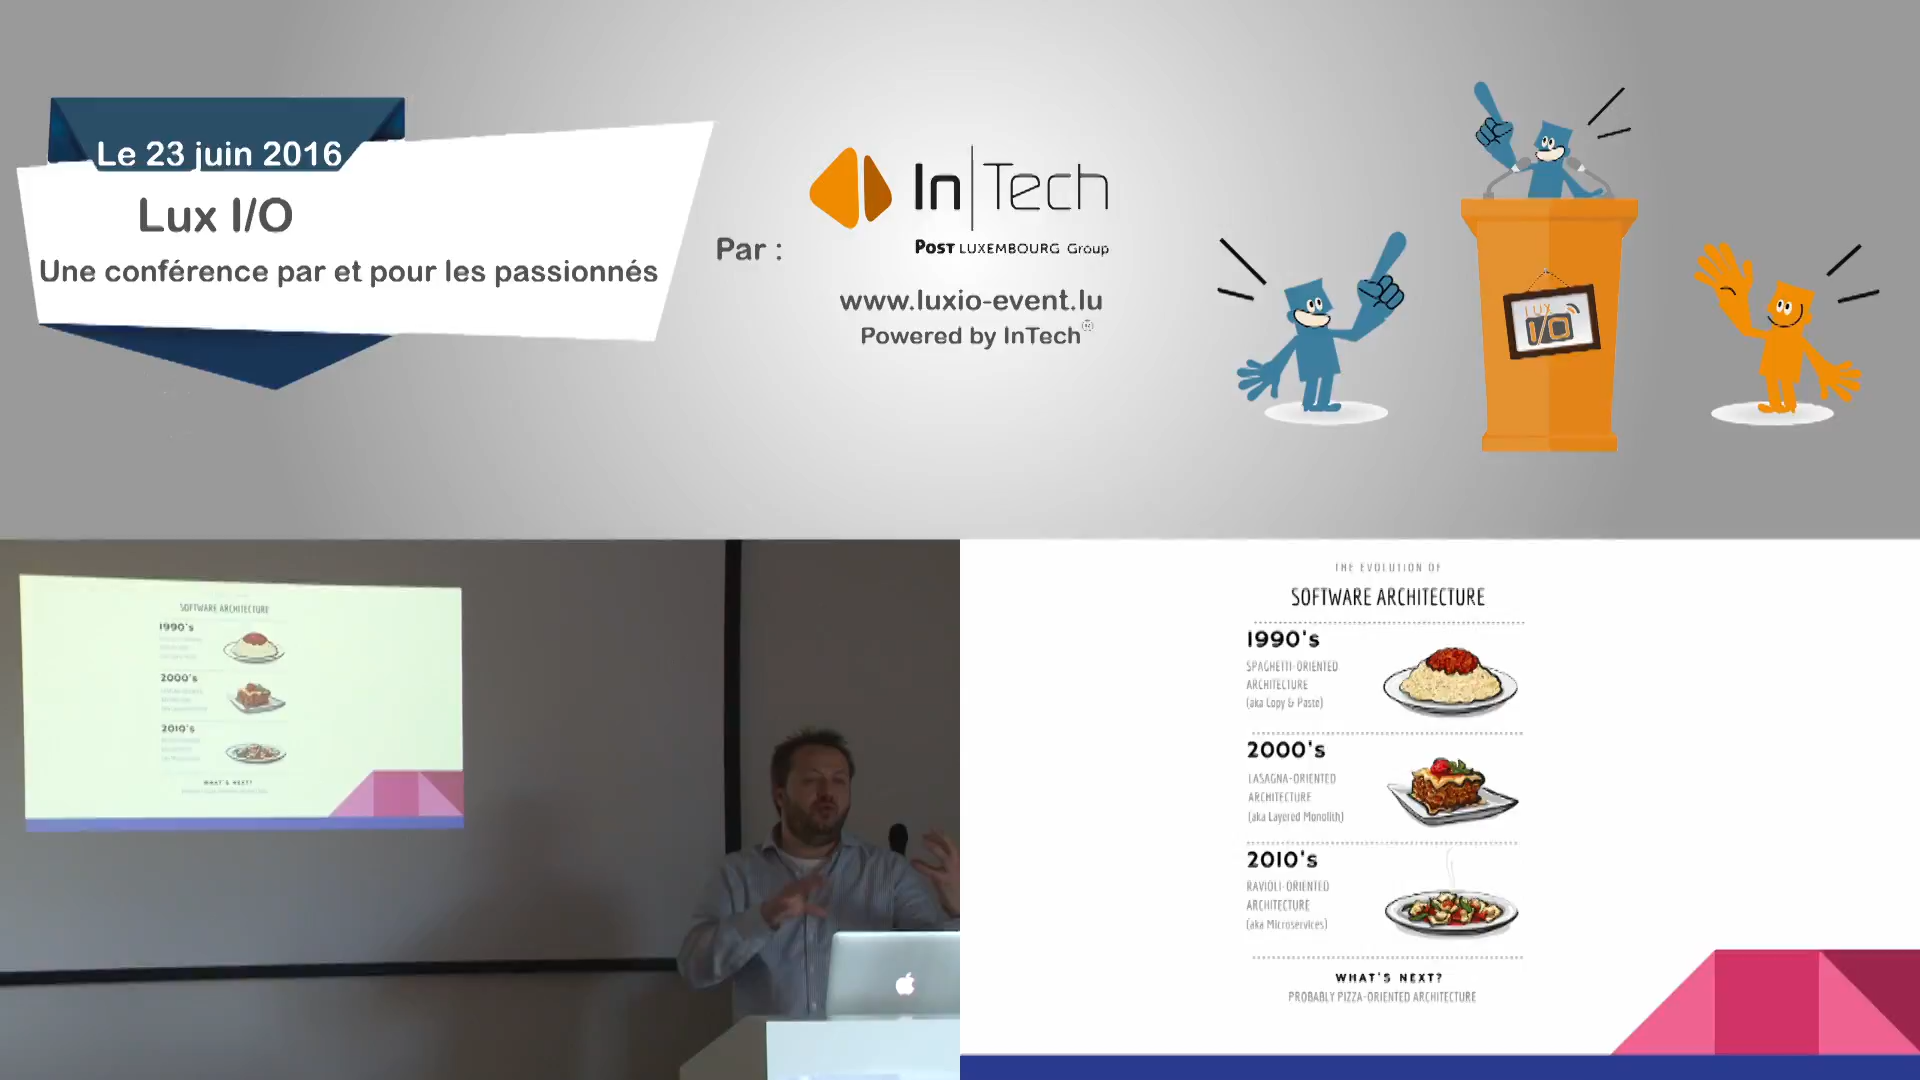 Le 23 juin 2016
Lux I/O
Une conférence par et pour les passionnés
Par :
In|Tech
POST LUXEMBOURG Group
www.luxio-event.lu
Powered by InTech
LUX
I/O
SOFTWARE ARCHITECTURE
1990's
2000's
2010's
WHAT'S NEXT?
THE EVOLUTION OF
SOFTWARE ARCHITECTURE
1990's
SPAGHETTI-ORIENTED
ARCHITECTURE
(aka Copy & Paste)
2000's
LASAGNA-ORIENTED
ARCHITECTURE
(aka Layered Monolith)
2010's
RAVIOLI-ORIENTED
ARCHITECTURE
(aka Microservices)
WHAT'S NEXT?
PROBABLY PIZZA-ORIENTED ARCHITECTURE